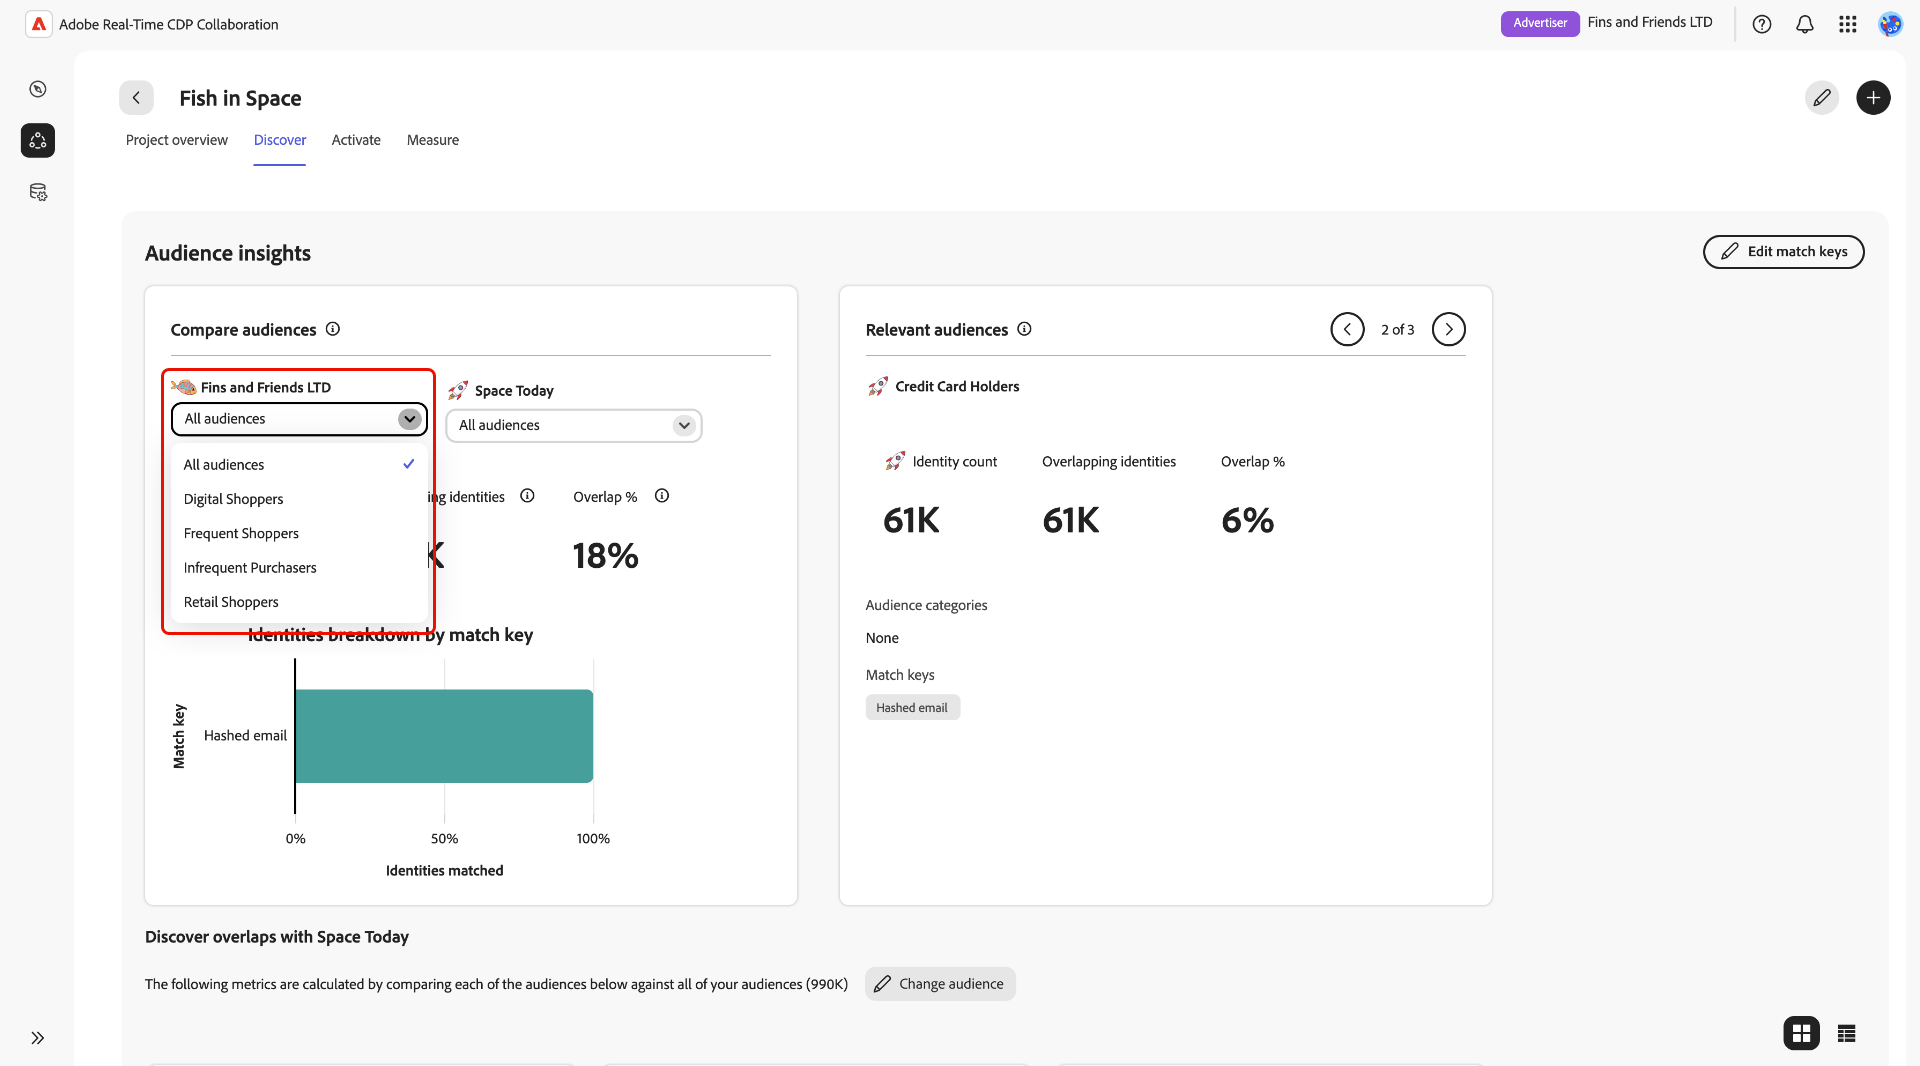 Adobe Real-Time CDP Collaboration
Advertiser
Fins and Friends LTD
Fish in Space
Project overview
Discover
Activate
Measure
Audience insights
Edit match keys
Compare audiences
Fins and Friends LTD
All audiences
Space Today
All audiences
All audiences
Digital Shoppers
Frequent Shoppers
Infrequent Purchasers
Retail Shoppers
identities
Overlap %
18%
Identities breakdown by match key
Match key
Hashed email
0%
50%
100%
Identities matched
Relevant audiences
2 of 3
Credit Card Holders
Identity count
Overlapping identities
Overlap %
61K
61K
6%
Audience categories
None
Match keys
Hashed email
Discover overlaps with Space Today
The following metrics are calculated by comparing each of the audiences below against all of your audiences (990K)
Change audience